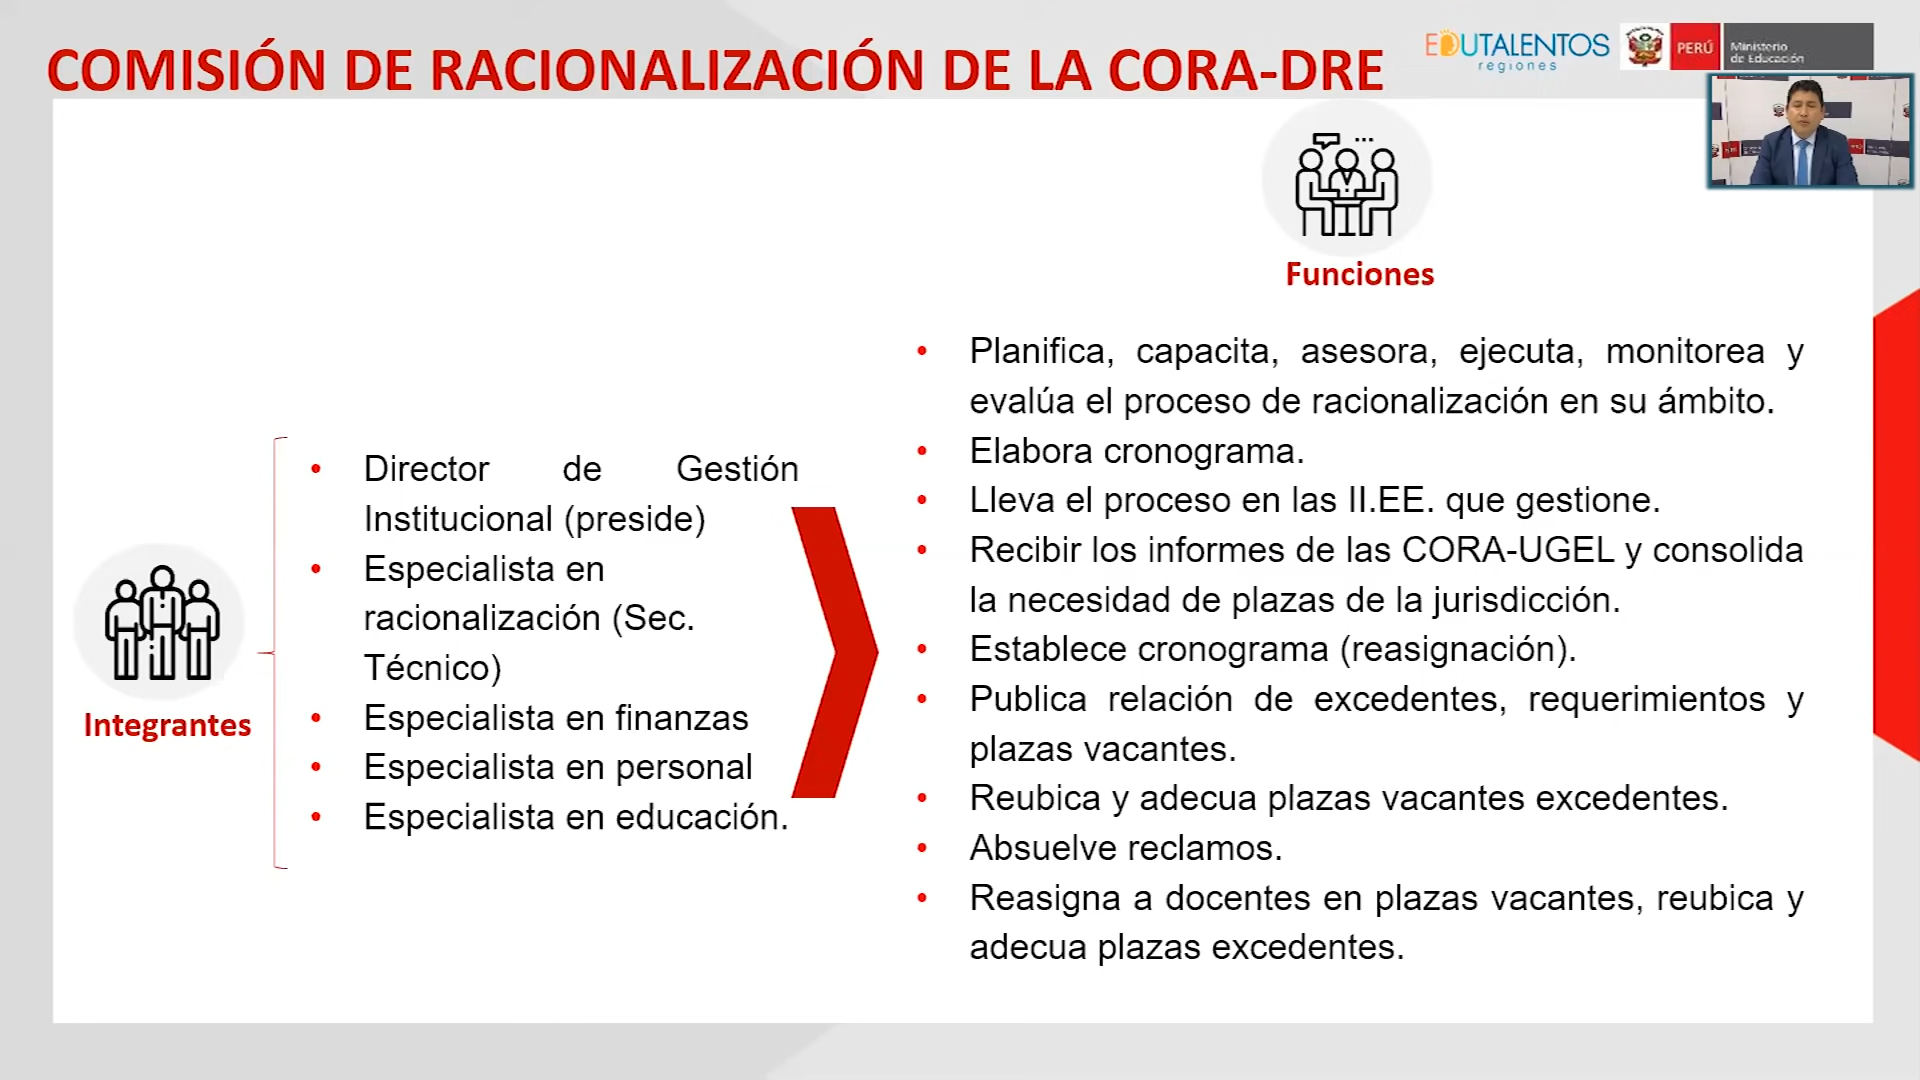 COMISIÓN DE RACIONALIZACIÓN DE LA CORA-DRE
EDUTALENTOS
regiones
PERÚ
Ministerio
de Educación
Funciones
• Planifica, capacita, asesora, ejecuta, monitorea y
evalúa el proceso de racionalización en su ámbito.
• Elabora cronograma.
• Lleva el proceso en las II.EE. que gestione.
• Recibir los informes de las CORA-UGEL y consolida
la necesidad de plazas de la jurisdicción.
• Establece cronograma (reasignación).
• Publica relación de excedentes, requerimientos y
plazas vacantes.
• Reubica y adecua plazas vacantes excedentes.
• Absuelve reclamos.
• Reasigna a docentes en plazas vacantes, reubica y
adecua plazas excedentes.
Integrantes
• Director de Gestión
Institucional (preside)
• Especialista en
racionalización (Sec.
Técnico)
• Especialista en finanzas
• Especialista en personal
• Especialista en educación.